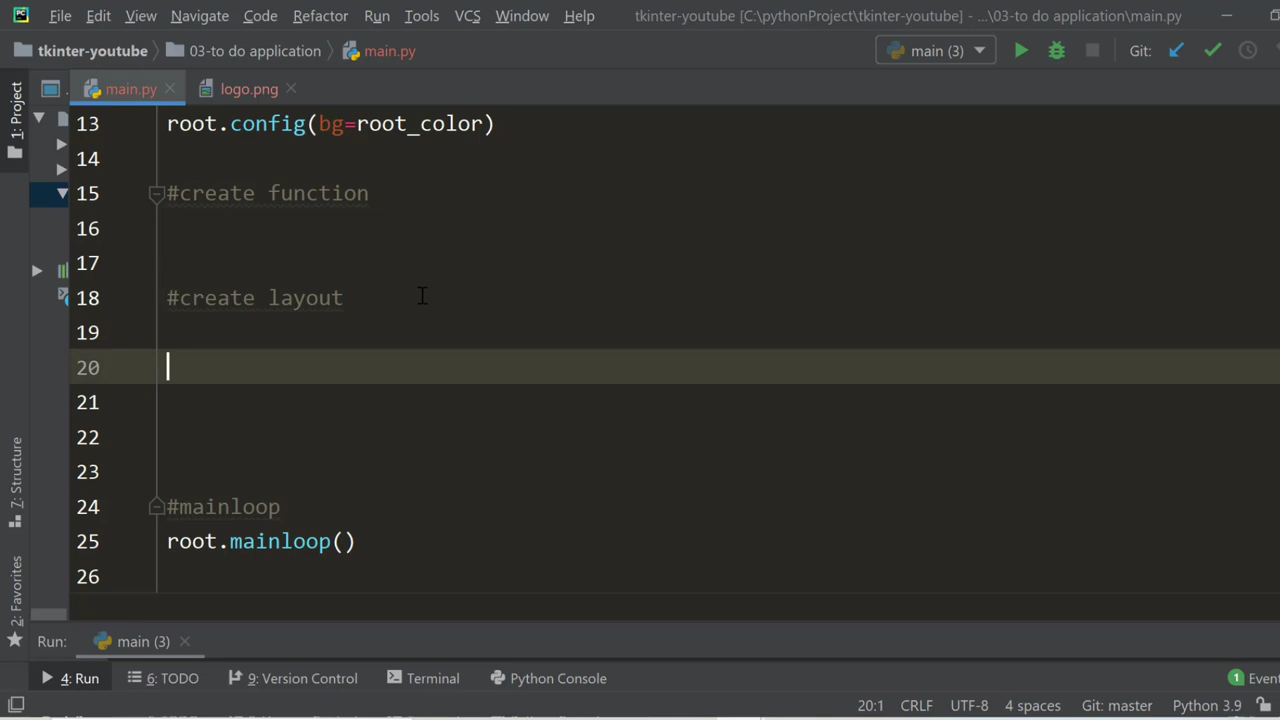 File Edit View Navigate Code Refactor Run Tools VCS Window Help tkinter-youtube [C:\pythonProject\tkinter-youtube] - ...\03-to do application\main.py
tkinter-youtube 03-to do application main.py main (3) Git:
1: Project
main.py logo.png
13 root.config(bg=root_color)
14
15 #create function
16
17
18 #create layout
19
20
21
22
23
24 #mainloop
25 root.mainloop()
26
7: Structure
2: Favorites
Run: main (3)
4: Run 6: TODO 9: Version Control Terminal Python Console 1 Event
20:1 CRLF UTF-8 4 spaces Git: master Python 3.9